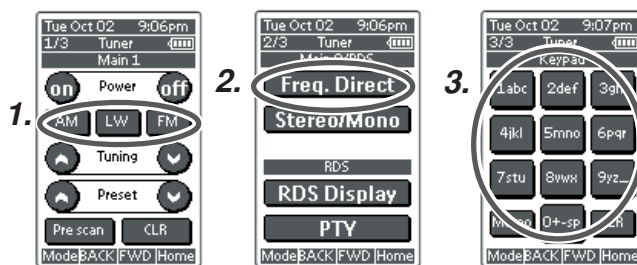 1.
Tue Oct 02 9:06pm
1/3 Tuner
Main 1
on Power off
AM LW FM
Tuning
Preset
Pre scan CLR
Mode BACK FWD Home
2.
Tue Oct 02 9:06pm
2/3 Tuner
Freq. Direct
Stereo/Mono
RDS
RDS Display
PTY
Mode BACK FWD Home
3.
Tue Oct 02 9:07pm
3/3 Tuner
Keypad
1abc 2def 3ghi
4jkl 5mno 6pqr
7stu 8vwx 9yz_
0+-sp
Mode BACK FWD Home